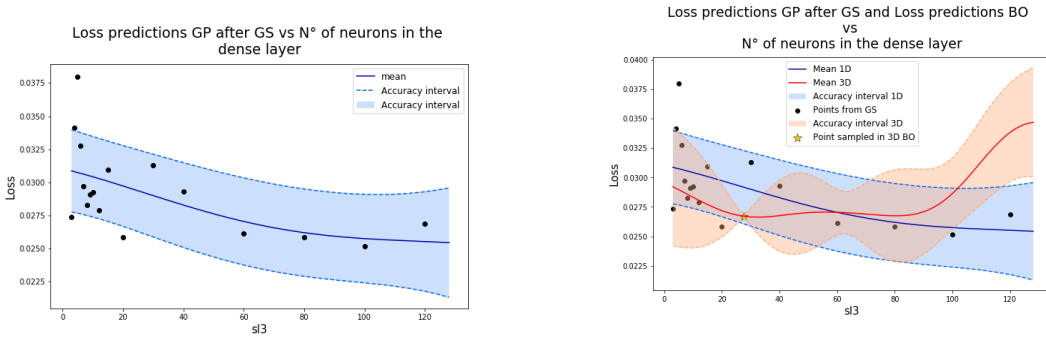 Loss predictions GP after GS vs N° of neurons in the
dense layer
mean
Accuracy interval
Accuracy interval
0.0375
0.0350
0.0325
0.0300
0.0275
0.0250
0.0225
Loss
0
20
40
60
80
100
120
sl3
Loss predictions GP after GS and Loss predictions BO
vs
N° of neurons in the dense layer
Mean 1D
Mean 3D
Accuracy interval 1D
Points from GS
Accuracy interval 3D
Point sampled in 3D BO
0.0400
0.0375
0.0350
0.0325
0.0300
0.0275
0.0250
0.0225
Loss
0
20
40
60
80
100
120
sl3